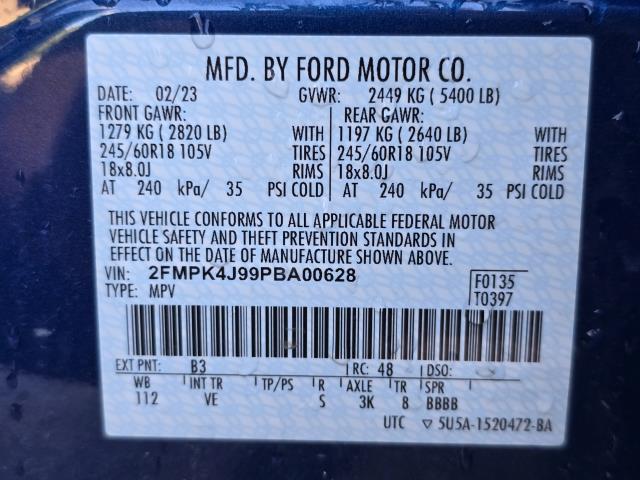 MFD. BY FORD MOTOR CO.
DATE: 02/23 GVWR: 2449 KG ( 5400 LB)
FRONT GAWR: REAR GAWR:
1279 KG ( 2820 LB) WITH 1197 KG ( 2640 LB) WITH
245/60R18 105V TIRES 245/60R18 105V TIRES
18x8.0J RIMS 18x8.0J RIMS
AT 240 kPa/ 35 PSI COLD AT 240 kPa/ 35 PSI COLD
THIS VEHICLE CONFORMS TO ALL APPLICABLE FEDERAL MOTOR
VEHICLE SAFETY AND THEFT PREVENTION STANDARDS IN
EFFECT ON THE DATE OF MANUFACTURE SHOWN ABOVE.
VIN: 2FMPK4J99PBA00628 F0135
TYPE: MPV T0397
EXT PNT: B3 RC: 48 DSO:
WB INT TR TP/PS R AXLE TR SPR
112 VE S 3K 8 BBBB
UTC ▽ 5U5A-1520472-BA